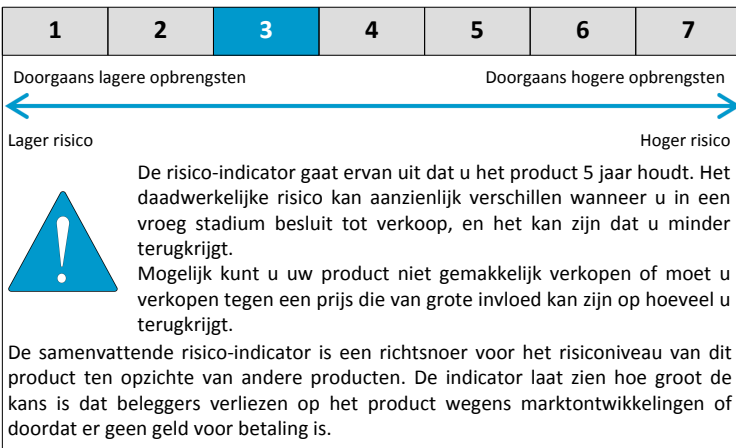 1 2 3 4 5 6 7
Doorgaans lagere opbrengsten Doorgaans hogere opbrengsten
Lager risico Hoger risico
De risico-indicator gaat ervan uit dat u het product 5 jaar houdt. Het
daadwerkelijke risico kan aanzienlijk verschillen wanneer u in een
vroeg stadium besluit tot verkoop, en het kan zijn dat u minder
terugkrijgt.
Mogelijk kunt u uw product niet gemakkelijk verkopen of moet u
verkopen tegen een prijs die van grote invloed kan zijn op hoeveel u
terugkrijgt.
De samenvattende risico-indicator is een richtsnoer voor het risiconiveau van dit
product ten opzichte van andere producten. De indicator laat zien hoe groot de
kans is dat beleggers verliezen op het product wegens marktontwikkelingen of
doordat er geen geld voor betaling is.